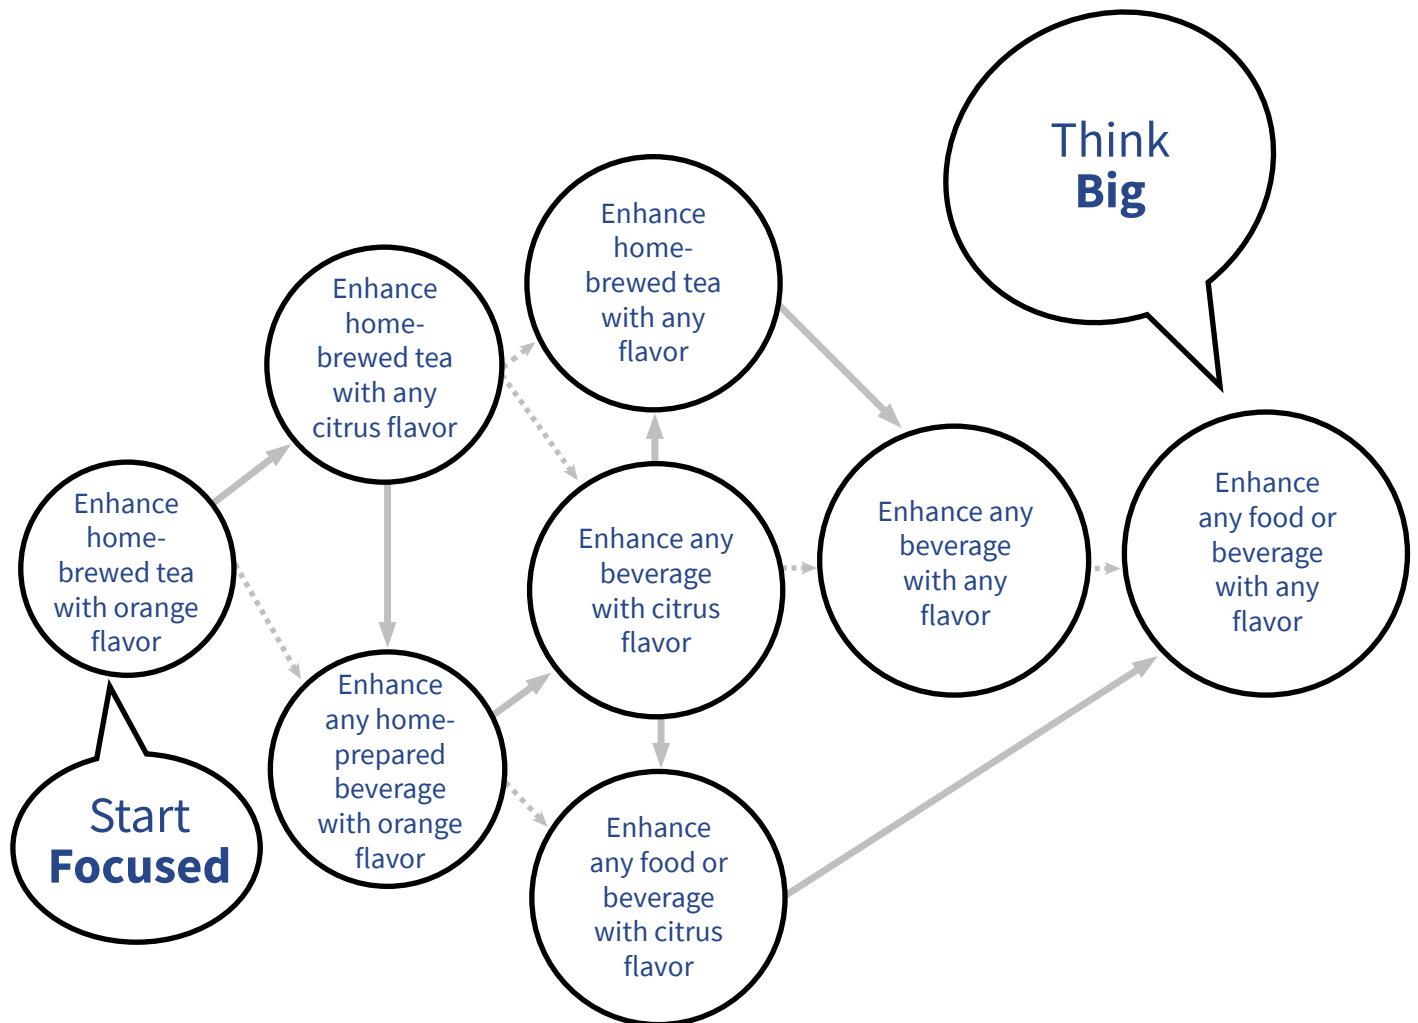 Think
Big
Enhance
home-
brewed tea
with any
flavor
Enhance
home-
brewed tea
with any
citrus flavor
Enhance
home-
brewed tea
with orange
flavor
Enhance any
beverage
with citrus
flavor
Enhance any
beverage
with any
flavor
Enhance
any food or
beverage
with any
flavor
Enhance
any home-
prepared
beverage
with orange
flavor
Start
Focused
Enhance
any food or
beverage
with citrus
flavor